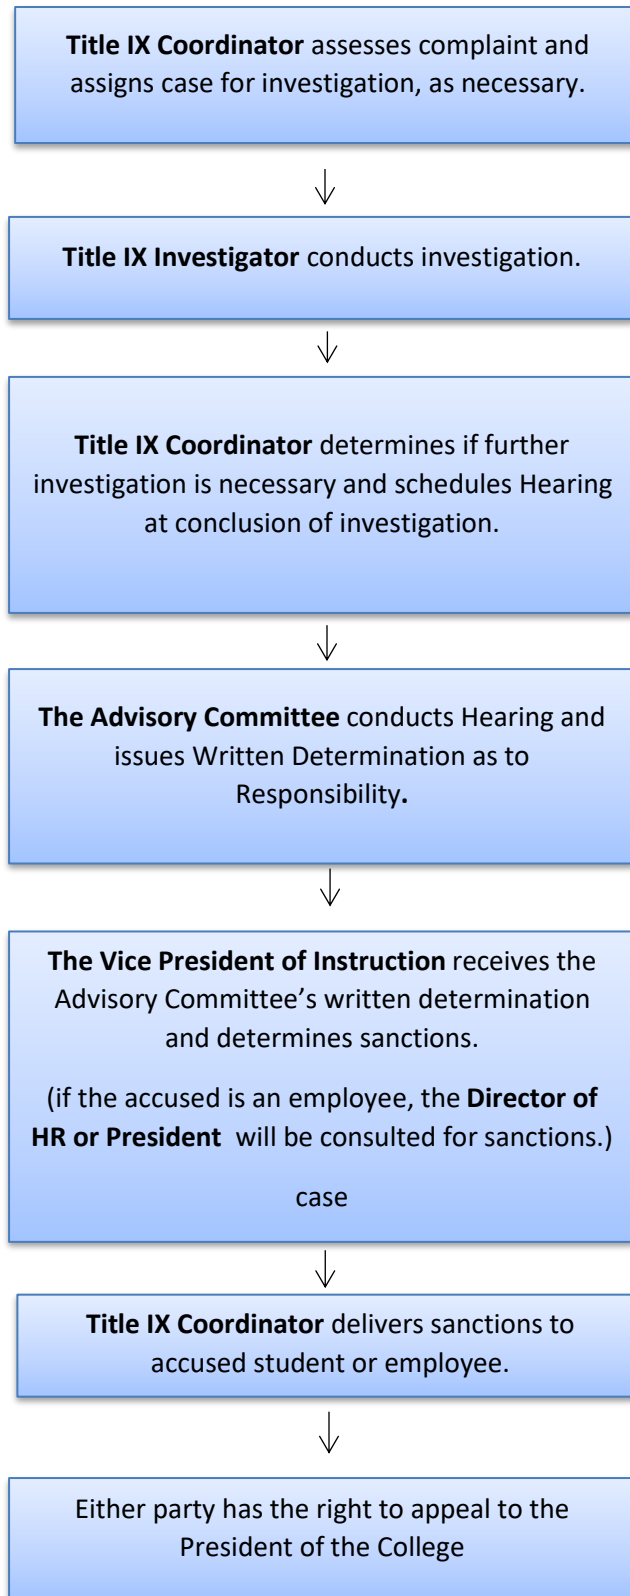 Title IX Coordinator assesses complaint and
assigns case for investigation, as necessary.
Title IX Investigator conducts investigation.
Title IX Coordinator determines if further
investigation is necessary and schedules Hearing
at conclusion of investigation.
The Advisory Committee conducts Hearing and
issues Written Determination as to
Responsibility.
The Vice President of Instruction receives the
Advisory Committee’s written determination
and determines sanctions.
(if the accused is an employee, the Director of
HR or President will be consulted for sanctions.)
case
Title IX Coordinator delivers sanctions to
accused student or employee.
Either party has the right to appeal to the
President of the College